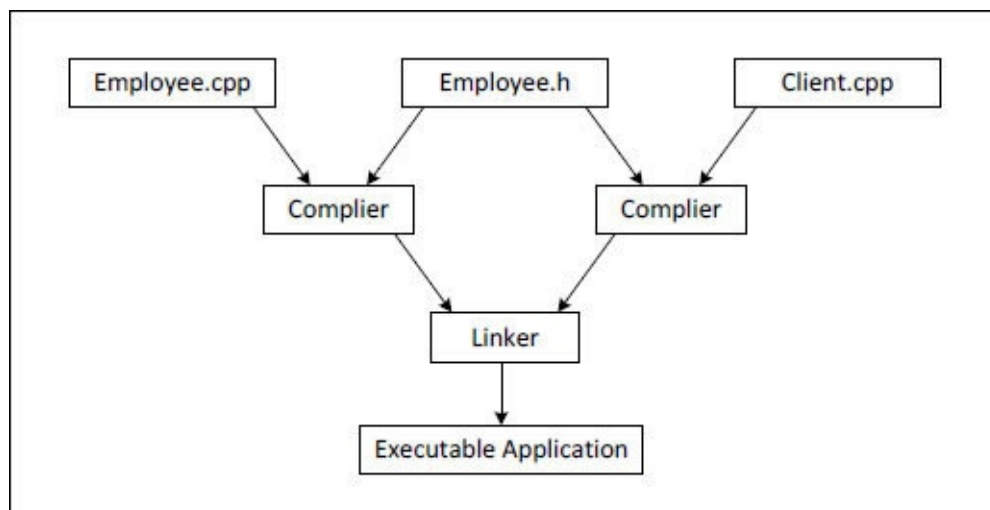 Employee.cpp
Employee.h
Client.cpp
Complier
Complier
Linker
Executable Application